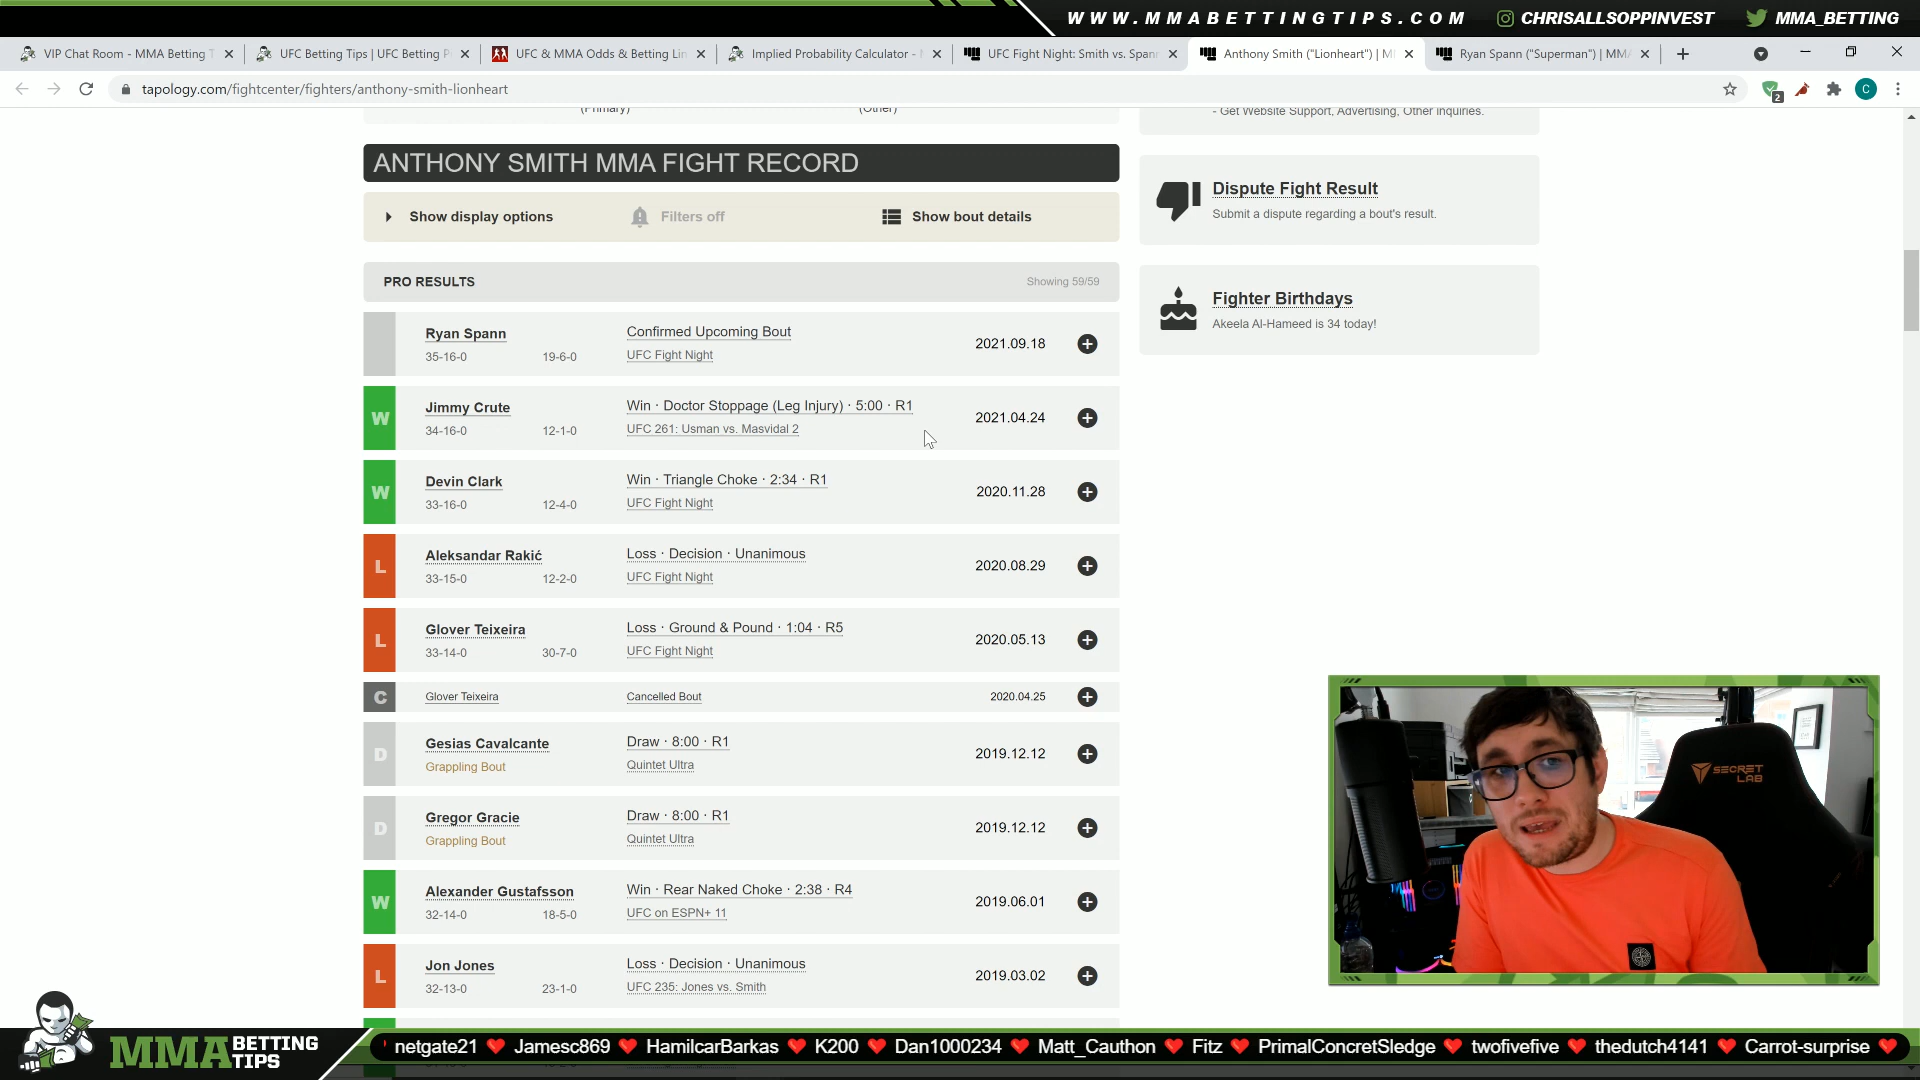 WWW.MMABETTINGTIPS.COM CHRISALLSOPPINVEST MMA_BETTING
VIP Chat Room - MMA Betting T UFC Betting Tips | UFC Betting P UFC & MMA Odds & Betting Lin Implied Probability Calculator - UFC Fight Night: Smith vs. Spann Anthony Smith ("Lionheart") | M Ryan Spann ("Superman") | MMA
tapology.com/fightcenter/fighters/anthony-smith-lionheart 2 C
(Primary) (Other)
- Get Website Support, Advertising, Other Inquiries.
ANTHONY SMITH MMA FIGHT RECORD
Show display options Filters off Show bout details
Dispute Fight Result
Submit a dispute regarding a bout's result.
PRO RESULTS Showing 59/59
Fighter Birthdays
Akeela Al-Hameed is 34 today!
Ryan Spann Confirmed Upcoming Bout 2021.09.18
35-16-0 19-6-0 UFC Fight Night
W Jimmy Crute Win · Doctor Stoppage (Leg Injury) · 5:00 · R1 2021.04.24
34-16-0 12-1-0 UFC 261: Usman vs. Masvidal 2
W Devin Clark Win · Triangle Choke · 2:34 · R1 2020.11.28
33-16-0 12-4-0 UFC Fight Night
L Aleksandar Rakić Loss · Decision · Unanimous 2020.08.29
33-15-0 12-2-0 UFC Fight Night
L Glover Teixeira Loss · Ground & Pound · 1:04 · R5 2020.05.13
33-14-0 30-7-0 UFC Fight Night
C Glover Teixeira Cancelled Bout 2020.04.25
D Gesias Cavalcante Draw · 8:00 · R1 2019.12.12
Grappling Bout Quintet Ultra
D Gregor Gracie Draw · 8:00 · R1 2019.12.12
Grappling Bout Quintet Ultra
W Alexander Gustafsson Win · Rear Naked Choke · 2:38 · R4 2019.06.01
32-14-0 18-5-0 UFC on ESPN+ 11
L Jon Jones Loss · Decision · Unanimous 2019.03.02
32-13-0 23-1-0 UFC 235: Jones vs. Smith
SECRET
LAB
MMA BETTING TIPS
netgate21 Jamesc869 HamilcarBarkas K200 Dan1000234 Matt_Cauthon Fitz PrimalConcretSledge twofivefive thedutch4141 Carrot-surprise